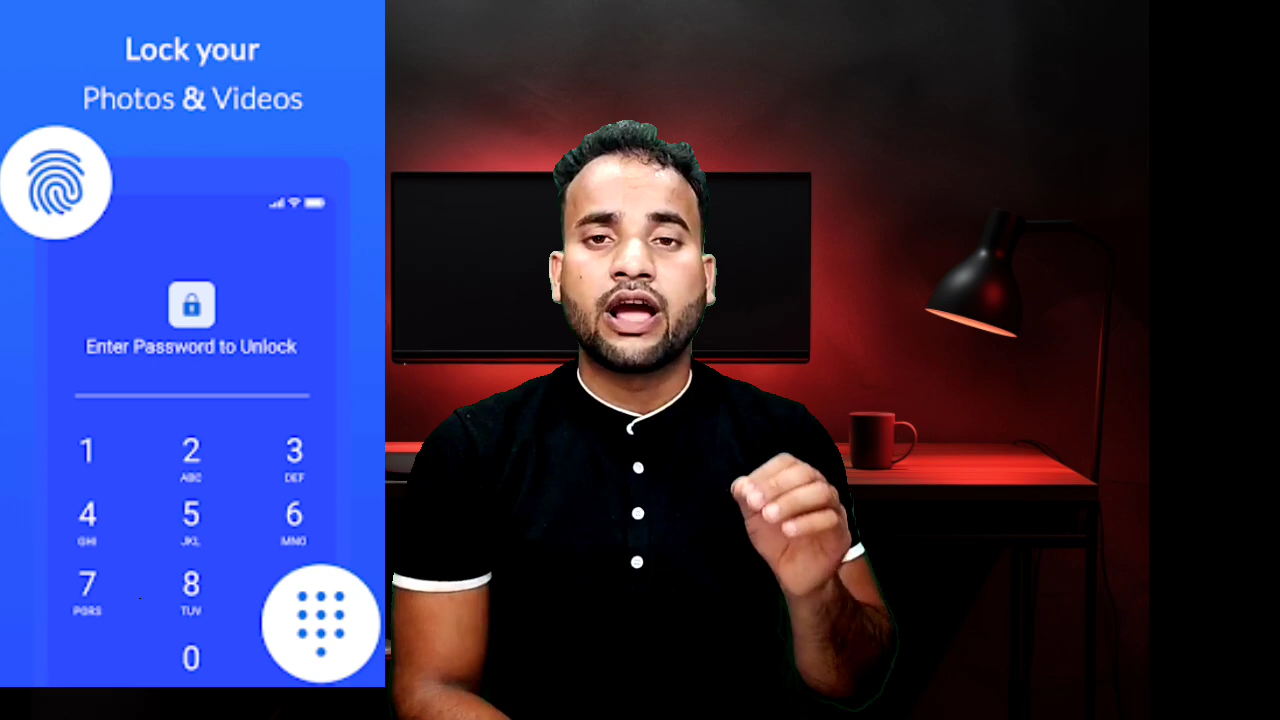 Lock your
Photos & Videos
Enter Password to Unlock
1 2 3
ABC DEF
4 5 6
GHI JKL MNO
7 8
PQRS TUV
0